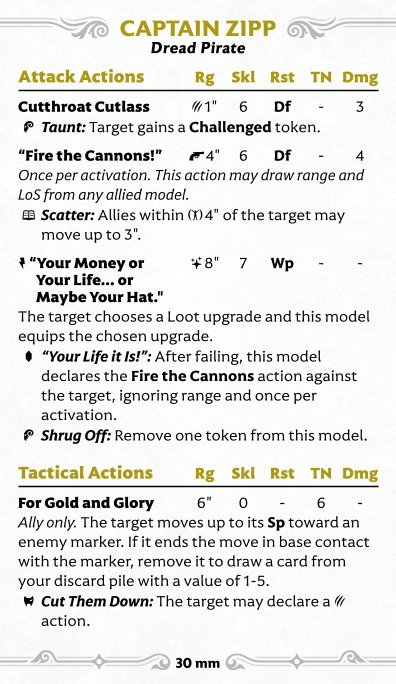 CAPTAIN ZIPP
Dread Pirate
Attack Actions Rg Skl Rst TN Dmg
Cutthroat Cutlass 1" 6 Df - 3
Taunt: Target gains a Challenged token.
“Fire the Cannons!” 4" 6 Df - 4
Once per activation. This action may draw range and
LoS from any allied model.
Scatter: Allies within 4" of the target may
move up to 3".
“Your Money or 8" 7 Wp - -
Your Life... or
Maybe Your Hat."
The target chooses a Loot upgrade and this model
equips the chosen upgrade.
“Your Life it Is!”: After failing, this model
declares the Fire the Cannons action against
the target, ignoring range and once per
activation.
Shrug Off: Remove one token from this model.
Tactical Actions Rg Skl Rst TN Dmg
For Gold and Glory 6" 0 - 6 -
Ally only. The target moves up to its Sp toward an
enemy marker. If it ends the move in base contact
with the marker, remove it to draw a card from
your discard pile with a value of 1-5.
Cut Them Down: The target may declare a
action.
30 mm